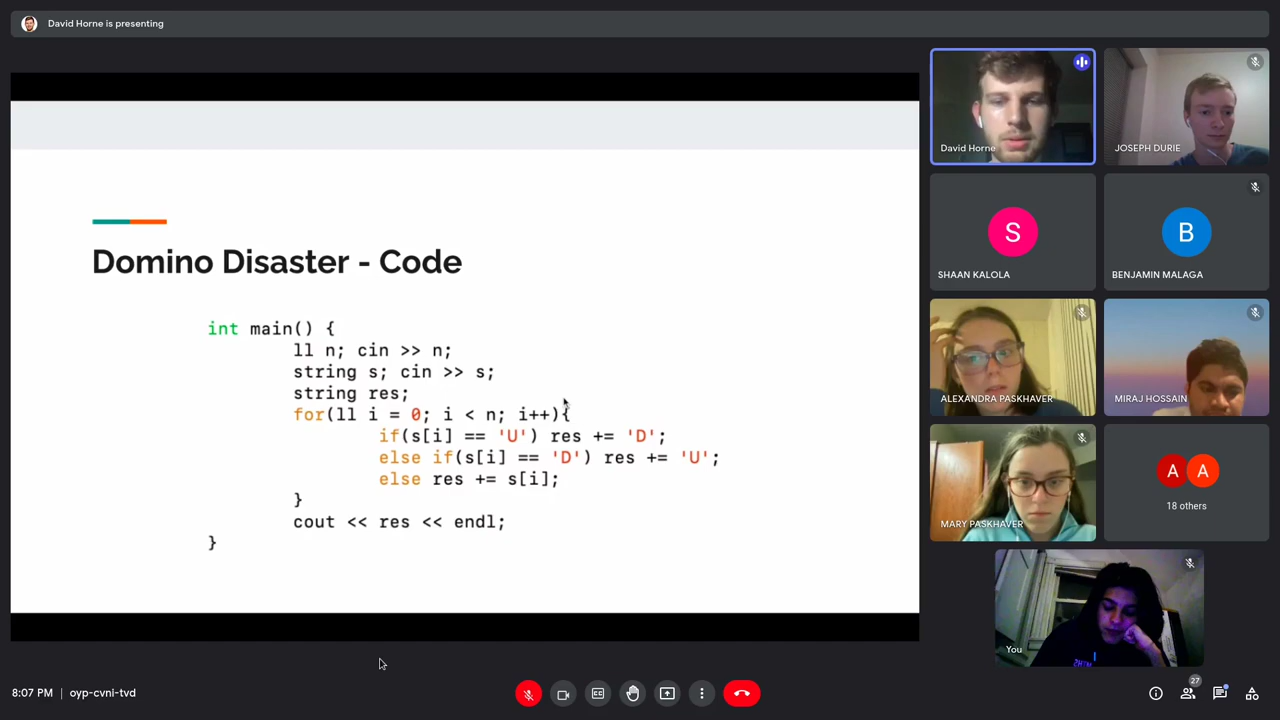 David Horne is presenting
Domino Disaster - Code
int main() {
ll n; cin >> n;
string s; cin >> s;
string res;
for(ll i = 0; i < n; i++){
if(s[i] == 'U') res += 'D';
else if(s[i] == 'D') res += 'U';
else res += s[i];
}
cout << res << endl;
}
David Horne
JOSEPH DURIE
S
SHAAN KALOLA
B
BENJAMIN MALAGA
ALEXANDRA PASKHAVER
MIRAJ HOSSAIN
MARY PASKHAVER
A
A
18 others
You
8:07 PM | oyp-cvni-tvd
27